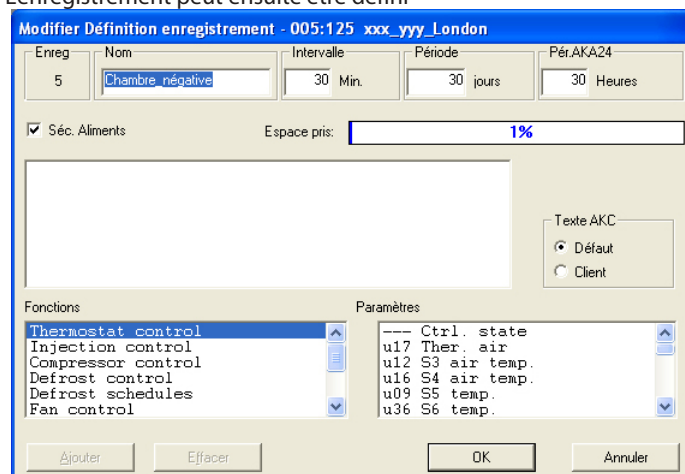 L'enregistrement peut ensuite être défini
Modifier Définition enregistrement - 005:125 xxx_yyy_London
Enreg Nom Intervalle Période Pér.AKA24
5 Chambre_négative 30 Min. 30 jours 30 Heures
Séc. Aliments Espace pris: 1%
Texte AKC
Défaut
Client
Fonctions Paramètres
Thermostat control --- Ctrl. state
Injection control u17 Ther. air
Compressor control u12 S3 air temp.
Defrost control u16 S4 air temp.
Defrost schedules u09 S5 temp.
Fan control u36 S6 temp.
Ajouter Effacer OK Annuler